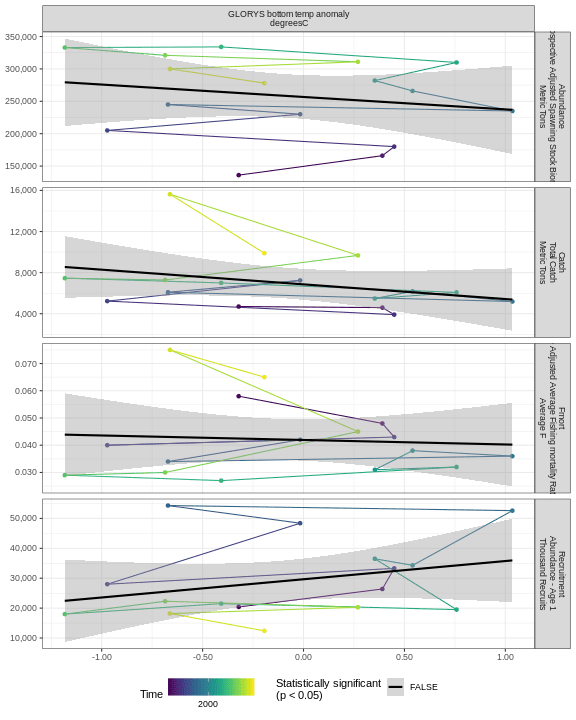 GLORYS bottom temp anomaly
degreesC
350,000
300,000
250,000
200,000
150,000
Abundance
Adjusted Spawning Stock
Metric Tons
16,000
12,000
8,000
4,000
Catch
Total Catch
Metric Tons
0.070
0.060
0.050
0.040
0.030
Fmort
Adjusted Average Fishing mortality
Average F
50,000
40,000
30,000
20,000
10,000
Recruitment
Abundance - Age 1
Thousand Recruits
-1.00
-0.50
0.00
0.50
1.00
Time
2000
Statistically significant
(p < 0.05)
FALSE